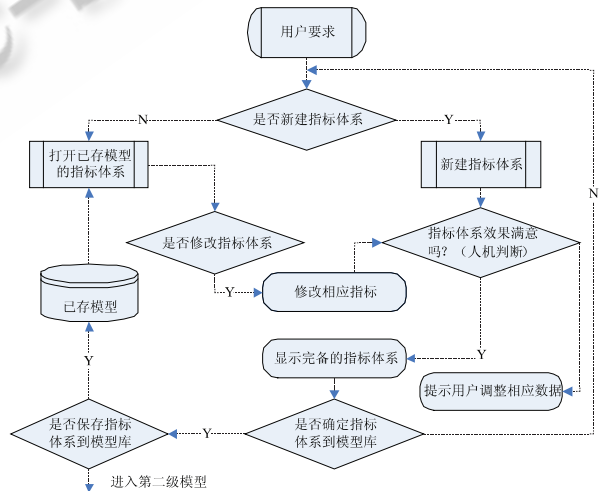 用户要求
是否新建指标体系
N
Y
打开已存模型
的指标体系
新建指标体系
N
是否修改指标体系
指标体系效果满意
吗？（人机判断）
已存模型
Y
修改相应指标
显示完备的指标体系
Y
Y
提示用户调整相应数据
是否保存指标
体系到模型库
Y
是否确定指标
体系到模型库
进入第二级模型